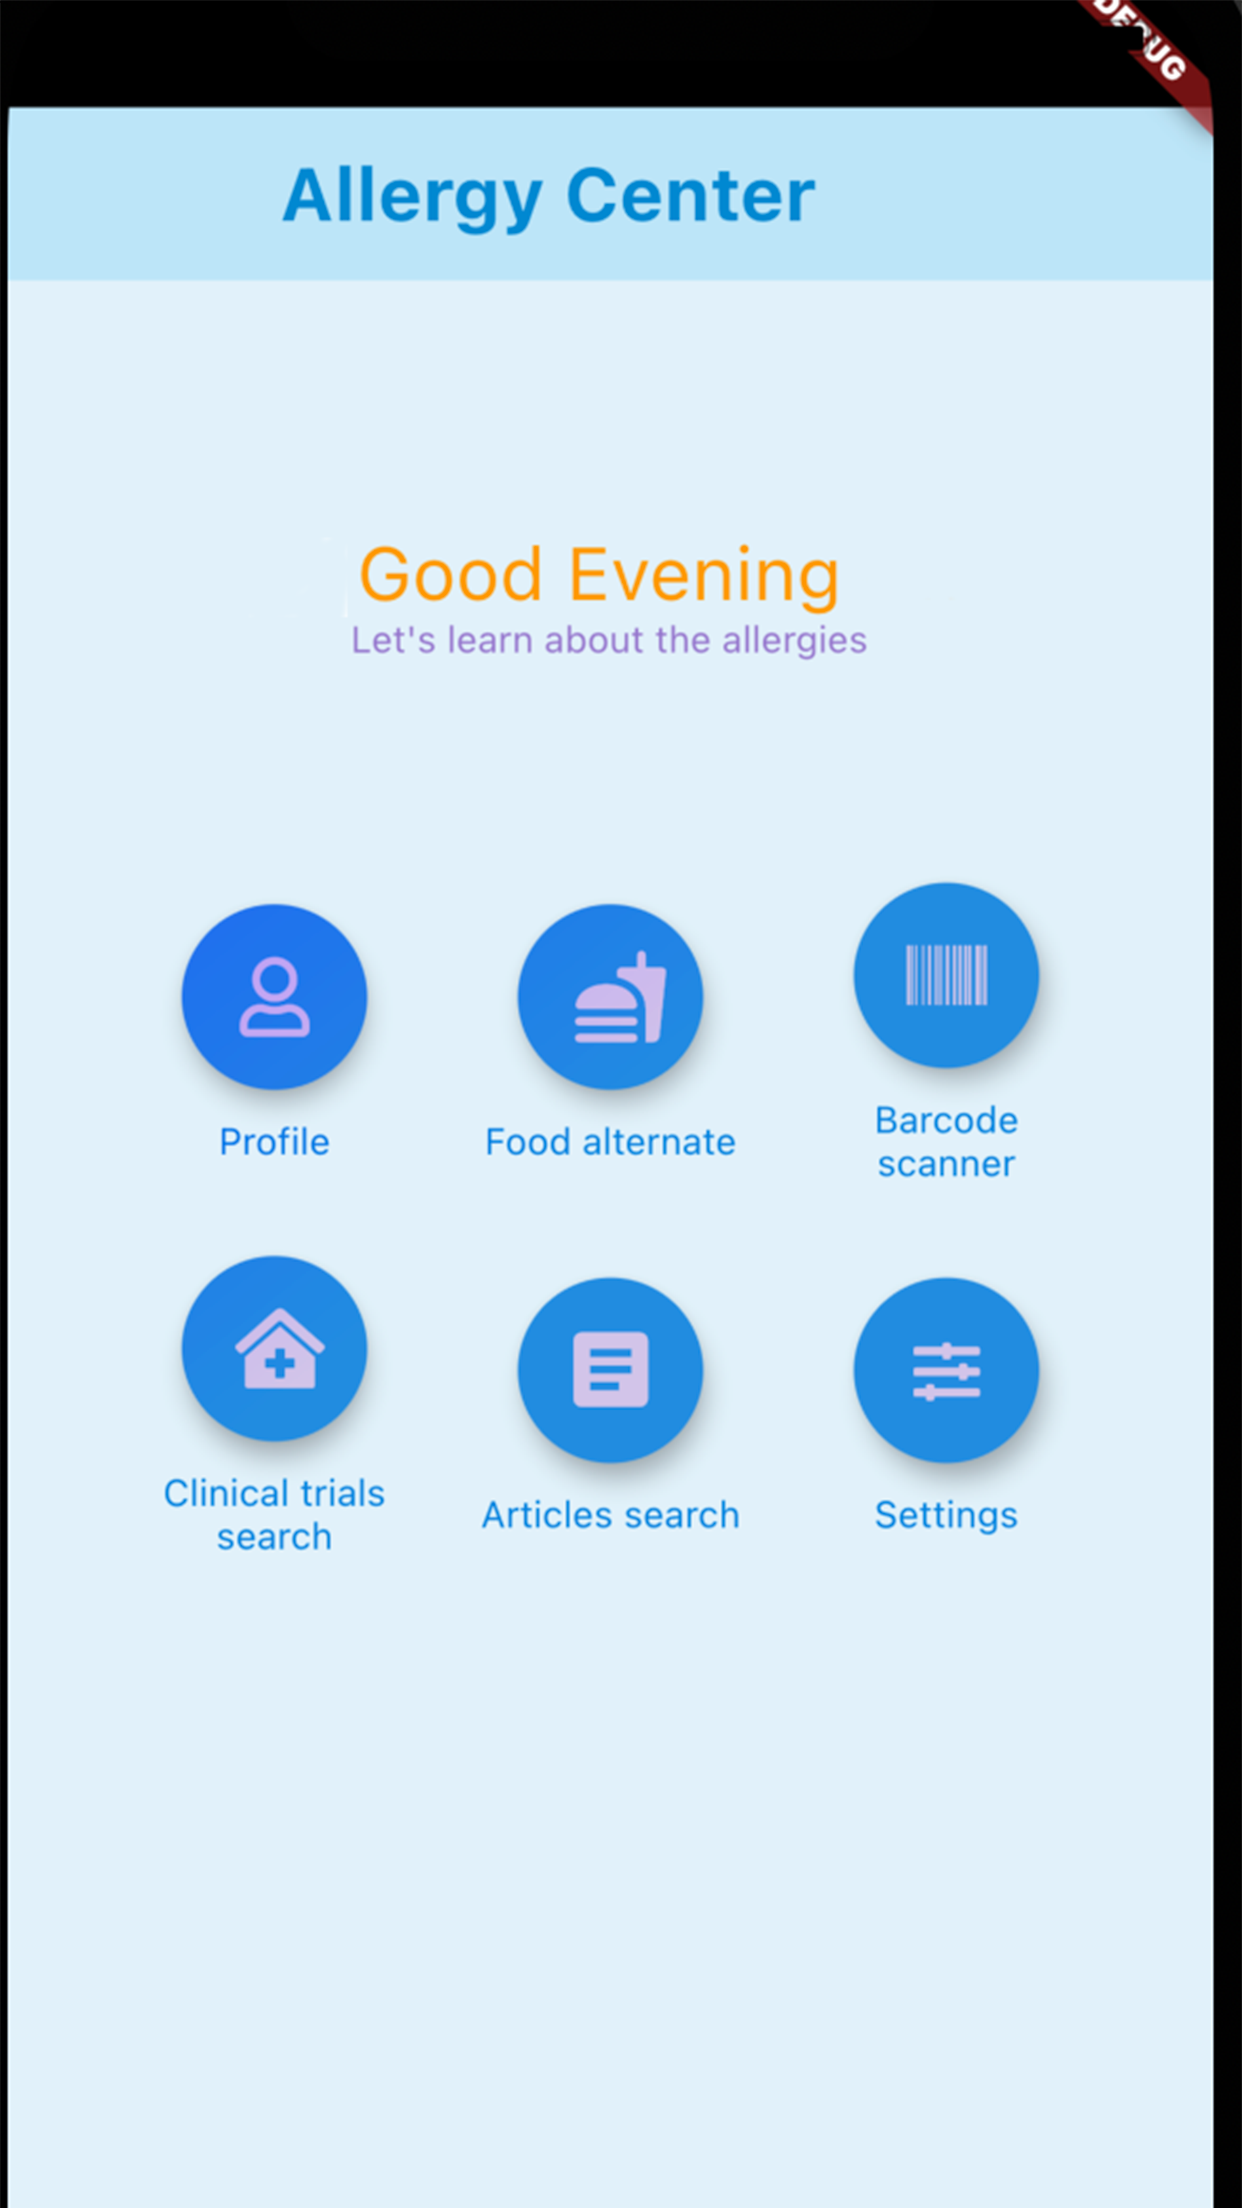 DEBUG
Allergy Center
Good Evening
Let's learn about the allergies
Profile
Food alternate
Barcode
scanner
Clinical trials
search
Articles search
Settings